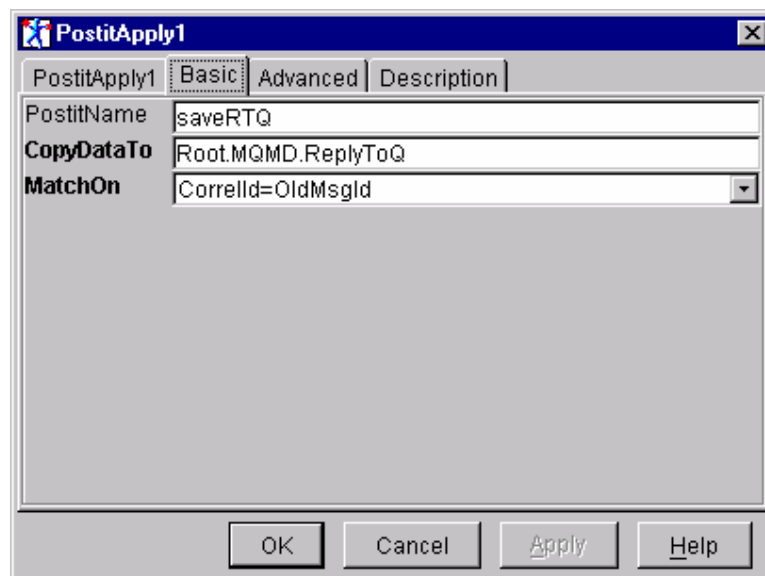 PostitApply1
PostitApply1 Basic Advanced Description
PostitName saveRTQ
CopyDataTo Root.MQMD.ReplyToQ
MatchOn CorrelId=OldMsgId
OK Cancel Apply Help